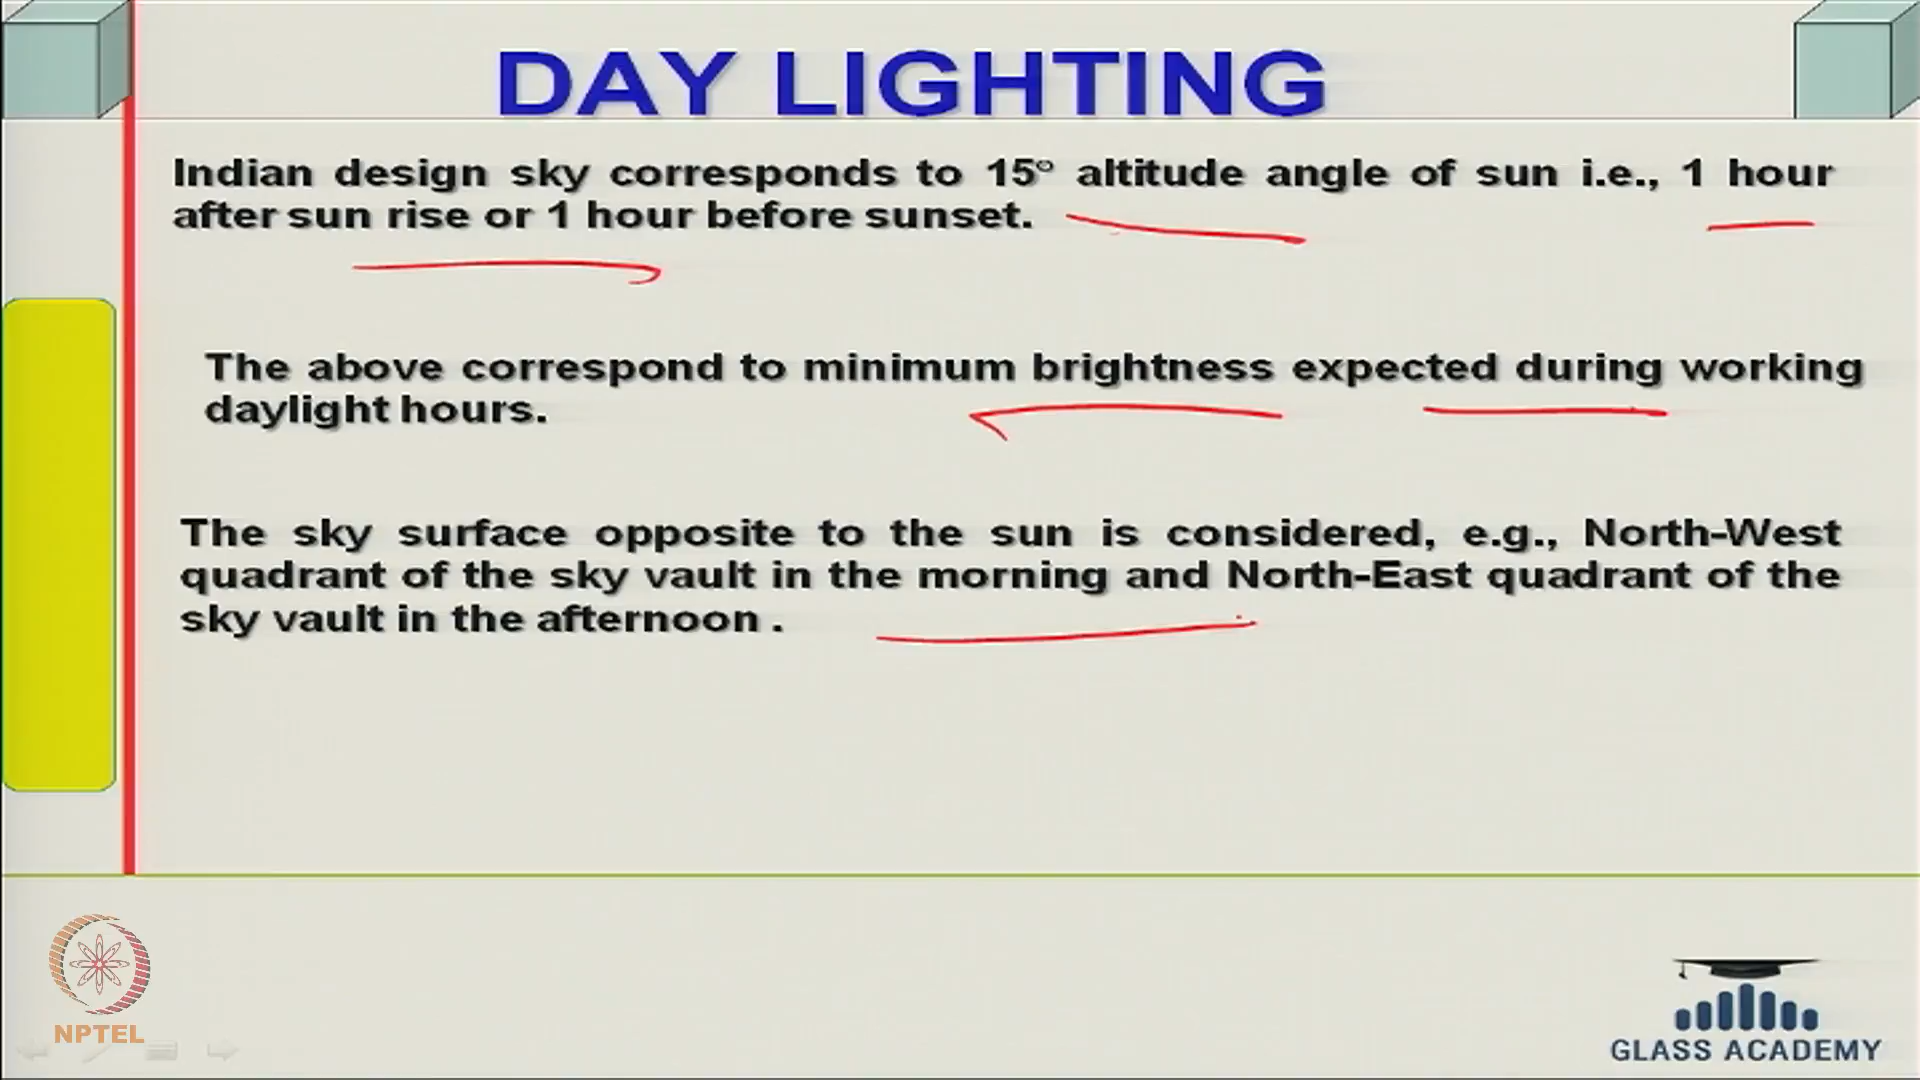 DAY LIGHTING
Indian design sky corresponds to 15° altitude angle of sun i.e., 1 hour
after sun rise or 1 hour before sunset.
The above correspond to minimum brightness expected during working
daylight hours.
The sky surface opposite to the sun is considered, e.g., North-West
quadrant of the sky vault in the morning and North-East quadrant of the
sky vault in the afternoon .
NPTEL
GLASS ACADEMY